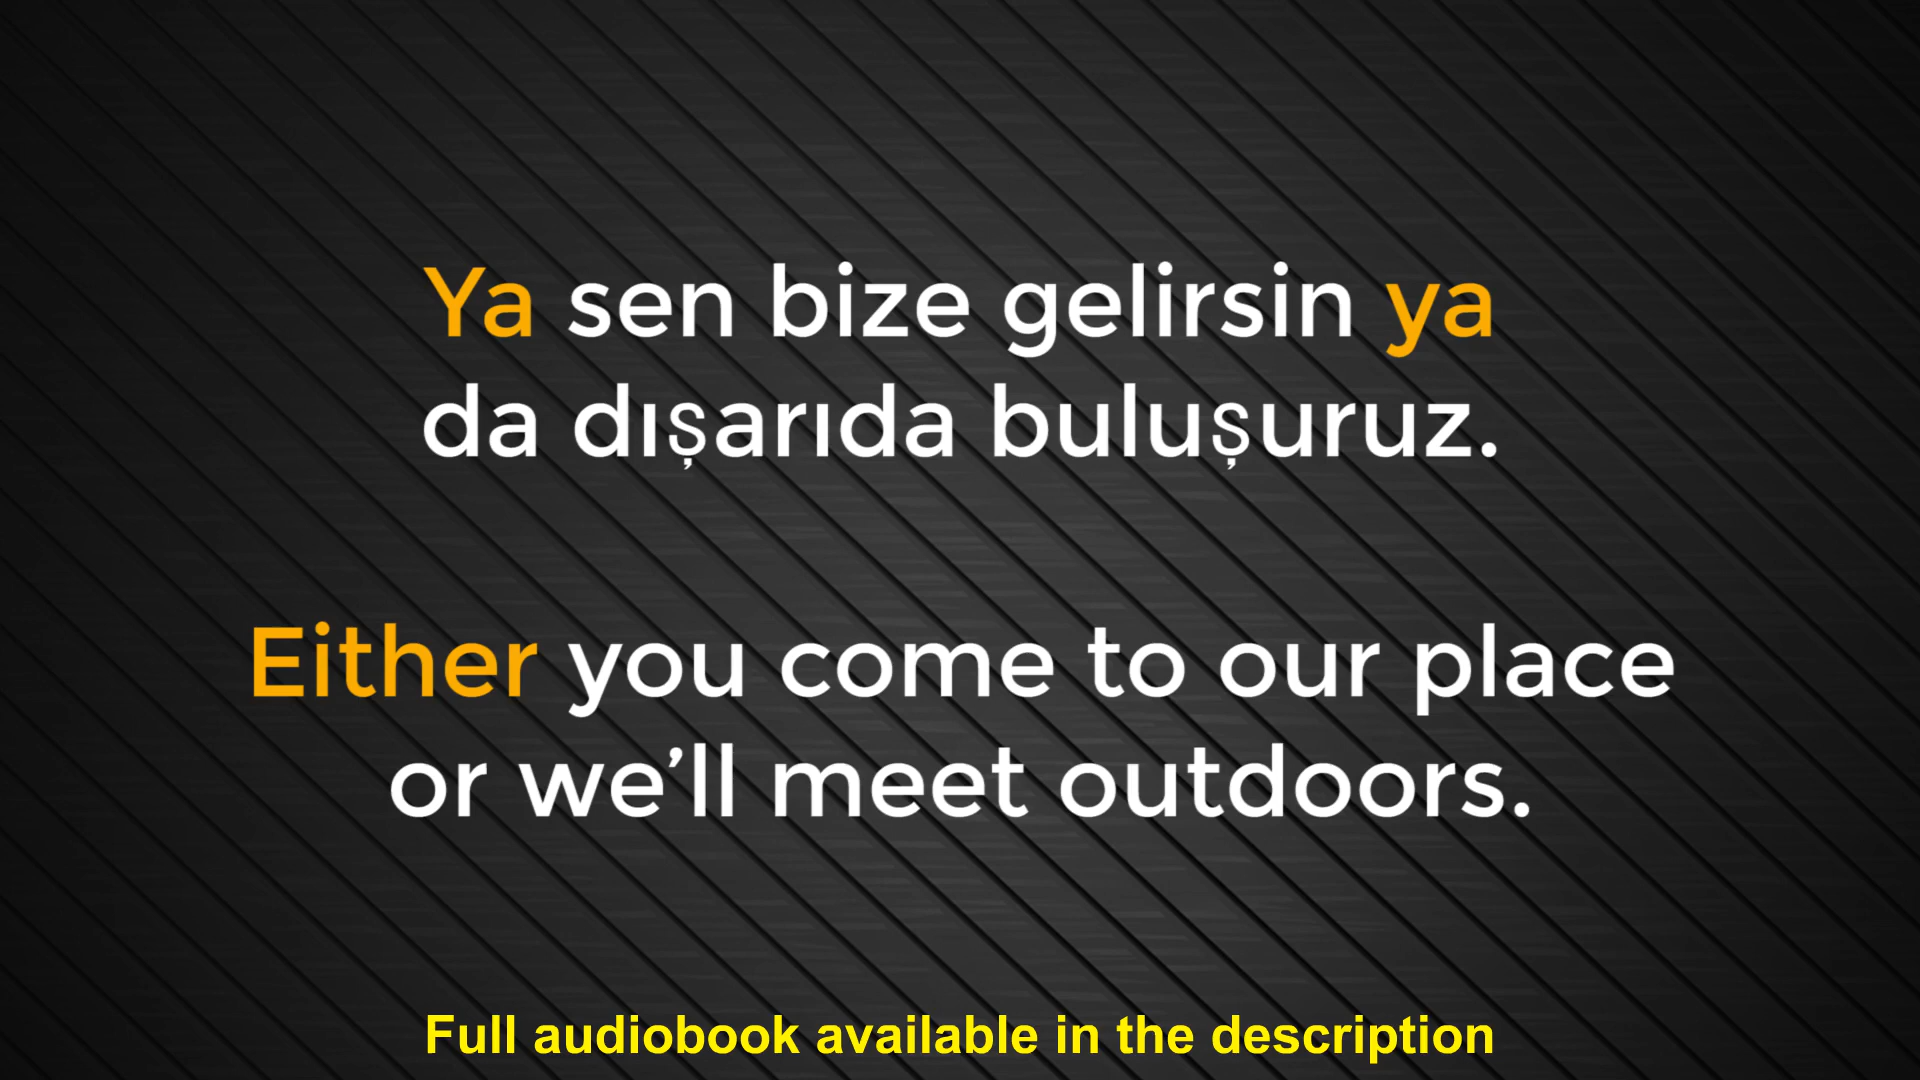 Ya sen bize gelirsin ya
da dışarıda buluşuruz.
Either you come to our place
or we’ll meet outdoors.
Full audiobook available in the description